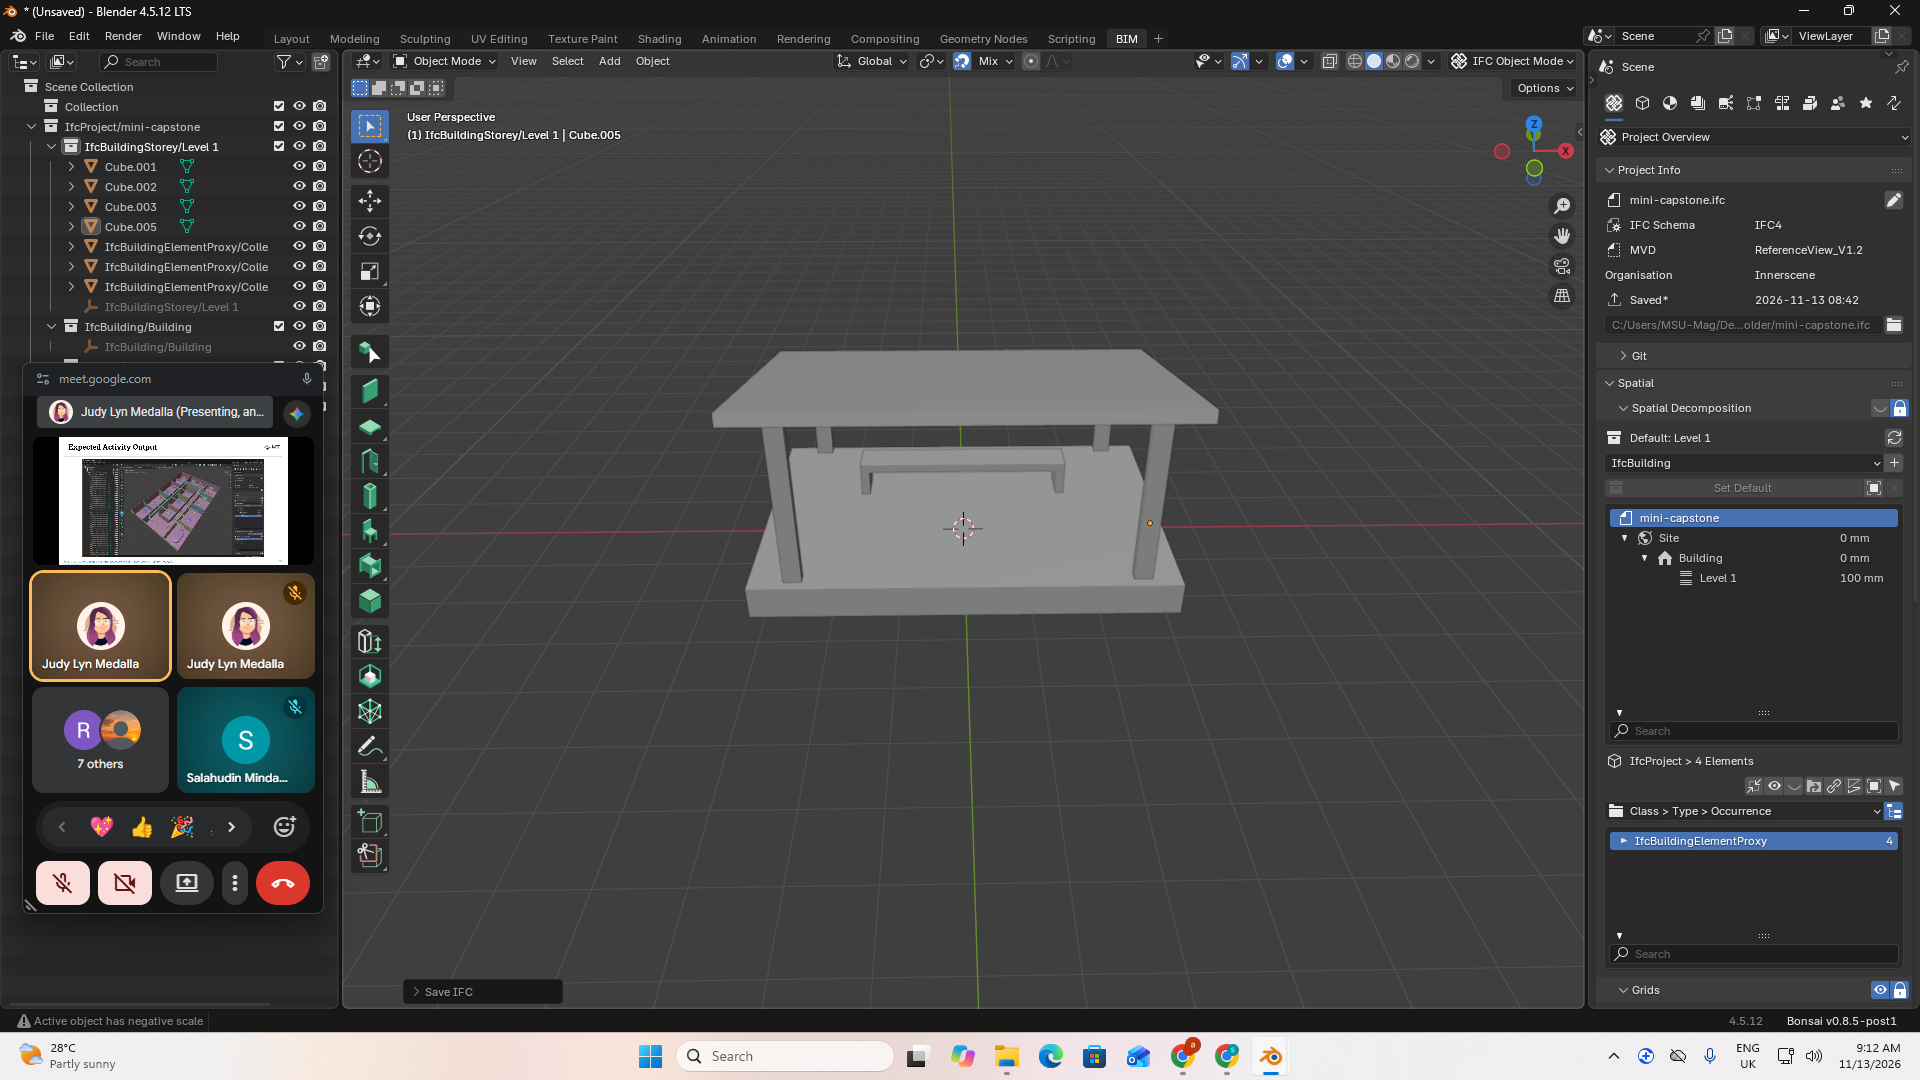 * (Unsaved) - Blender 4.5.12 LTS
File Edit Render Window Help
Layout Modeling Sculpting UV Editing Texture Paint Shading Animation Rendering Compositing Geometry Nodes Scripting BIM +
Scene
ViewLayer
Search
Object Mode View Select Add Object
Global
Mix
IFC Object Mode
Options
Scene Collection
Collection
IfcProject/mini-capstone
IfcBuildingStorey/Level 1
Cube.001
Cube.002
Cube.003
Cube.005
IfcBuildingElementProxy/Colle
IfcBuildingElementProxy/Colle
IfcBuildingElementProxy/Colle
IfcBuildingStorey/Level 1
IfcBuilding/Building
IfcBuilding/Building
User Perspective
(1) IfcBuildingStorey/Level 1 | Cube.005
Z
X
Save IFC
meet.google.com
Judy Lyn Medalla (Presenting, an...
Expected Activity Output
Judy Lyn Medalla
Judy Lyn Medalla
R
7 others
S
Salahudin Minda...
Scene
Project Overview
Project Info
mini-capstone.ifc
IFC Schema IFC4
MVD ReferenceView_V1.2
Organisation Innerscene
Saved* 2026-11-13 08:42
C:/Users/MSU-Mag/De...older/mini-capstone.ifc
Git
Spatial
Spatial Decomposition
Default: Level 1
IfcBuilding
Set Default
mini-capstone
Site 0 mm
Building 0 mm
Level 1 100 mm
Search
IfcProject > 4 Elements
Class > Type > Occurrence
IfcBuildingElementProxy 4
Search
Grids
Active object has negative scale
4.5.12 Bonsai v0.8.5-post1
28°C
Partly sunny
Search
a
s
ENG
UK
9:12 AM
11/13/2026